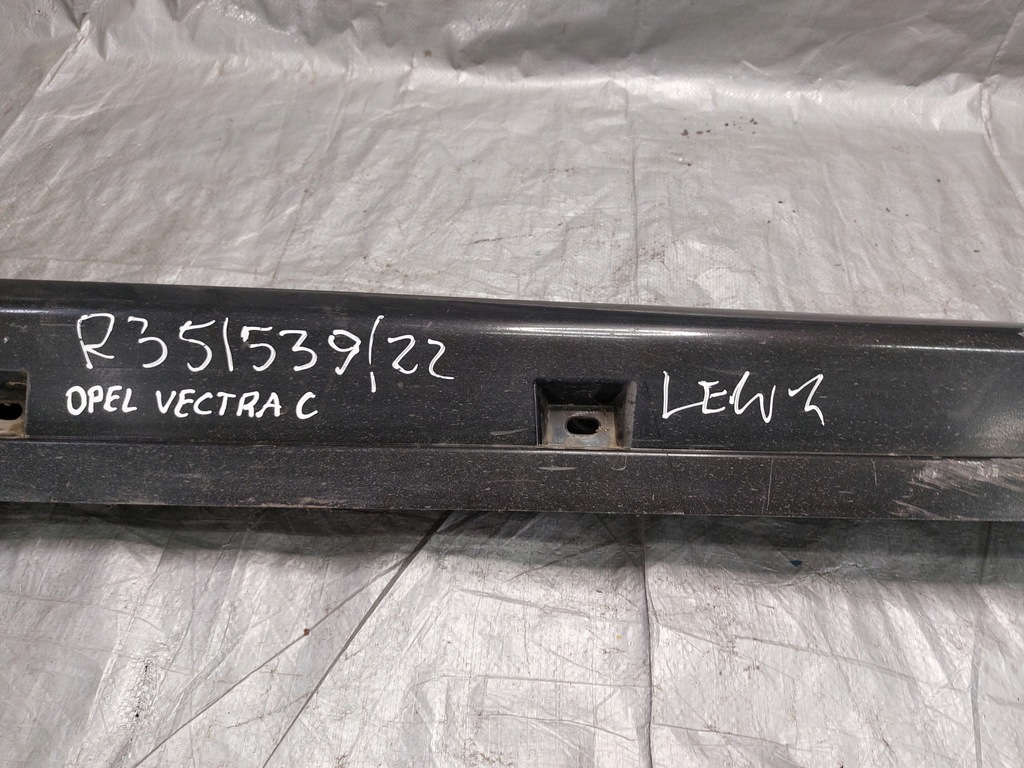 R351539/22
OPEL VECTRA C
LEWY